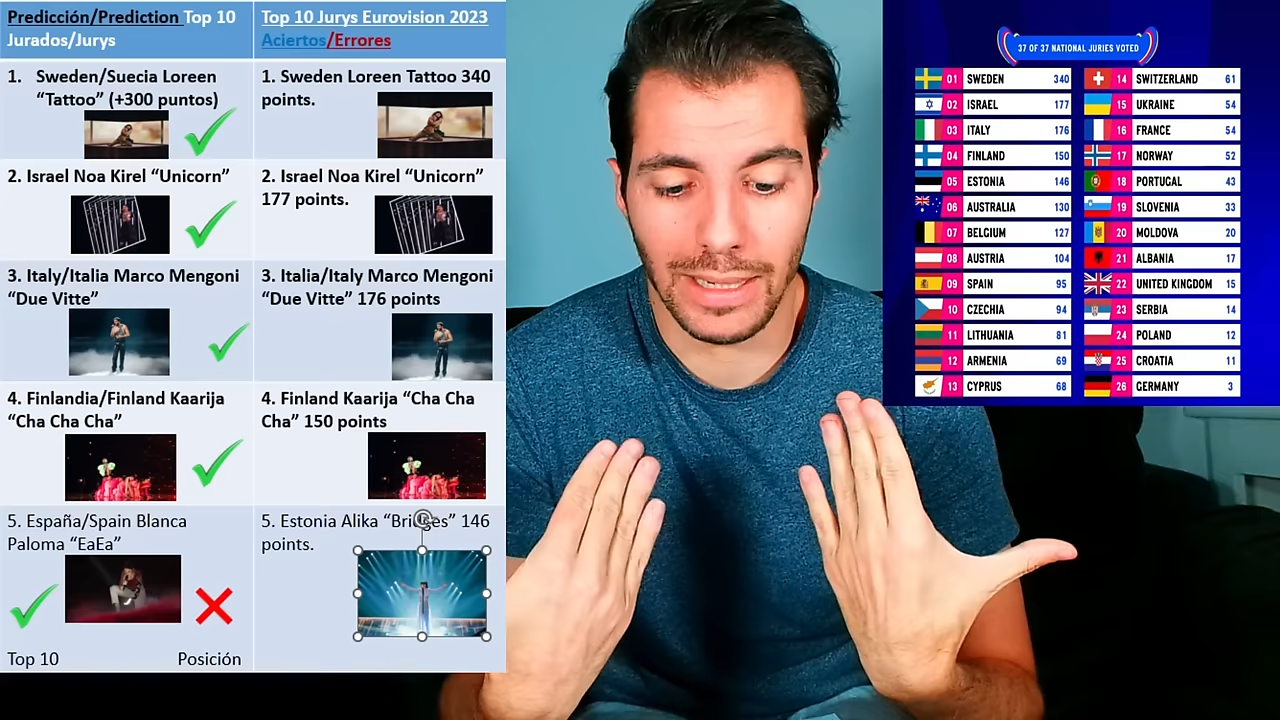 Predicción/Prediction Top 10
Jurados/Jurys
Top 10 Jurys Eurovision 2023
Aciertos/Errores
1. Sweden/Suecia Loreen
“Tattoo” (+300 puntos)
1. Sweden Loreen Tattoo 340
points.
2. Israel Noa Kirel “Unicorn”
2. Israel Noa Kirel “Unicorn”
177 points.
3. Italy/Italia Marco Mengoni
“Due Vitte”
3. Italia/Italy Marco Mengoni
“Due Vitte” 176 points
4. Finlandia/Finland Kaarija
“Cha Cha Cha”
4. Finland Kaarija “Cha Cha
Cha” 150 points
5. España/Spain Blanca
Paloma “EaEa”
Top 10 Posición
5. Estonia Alika “Bridges” 146
points.
37 OF 37 NATIONAL JURIES VOTED
01 SWEDEN 340
02 ISRAEL 177
03 ITALY 176
04 FINLAND 150
05 ESTONIA 146
06 AUSTRALIA 130
07 BELGIUM 127
08 AUSTRIA 104
09 SPAIN 95
10 CZECHIA 94
11 LITHUANIA 81
12 ARMENIA 69
13 CYPRUS 68
14 SWITZERLAND 61
15 UKRAINE 54
16 FRANCE 54
17 NORWAY 52
18 PORTUGAL 43
19 SLOVENIA 33
20 MOLDOVA 20
21 ALBANIA 17
22 UNITED KINGDOM 15
23 SERBIA 14
24 POLAND 12
25 CROATIA 11
26 GERMANY 3